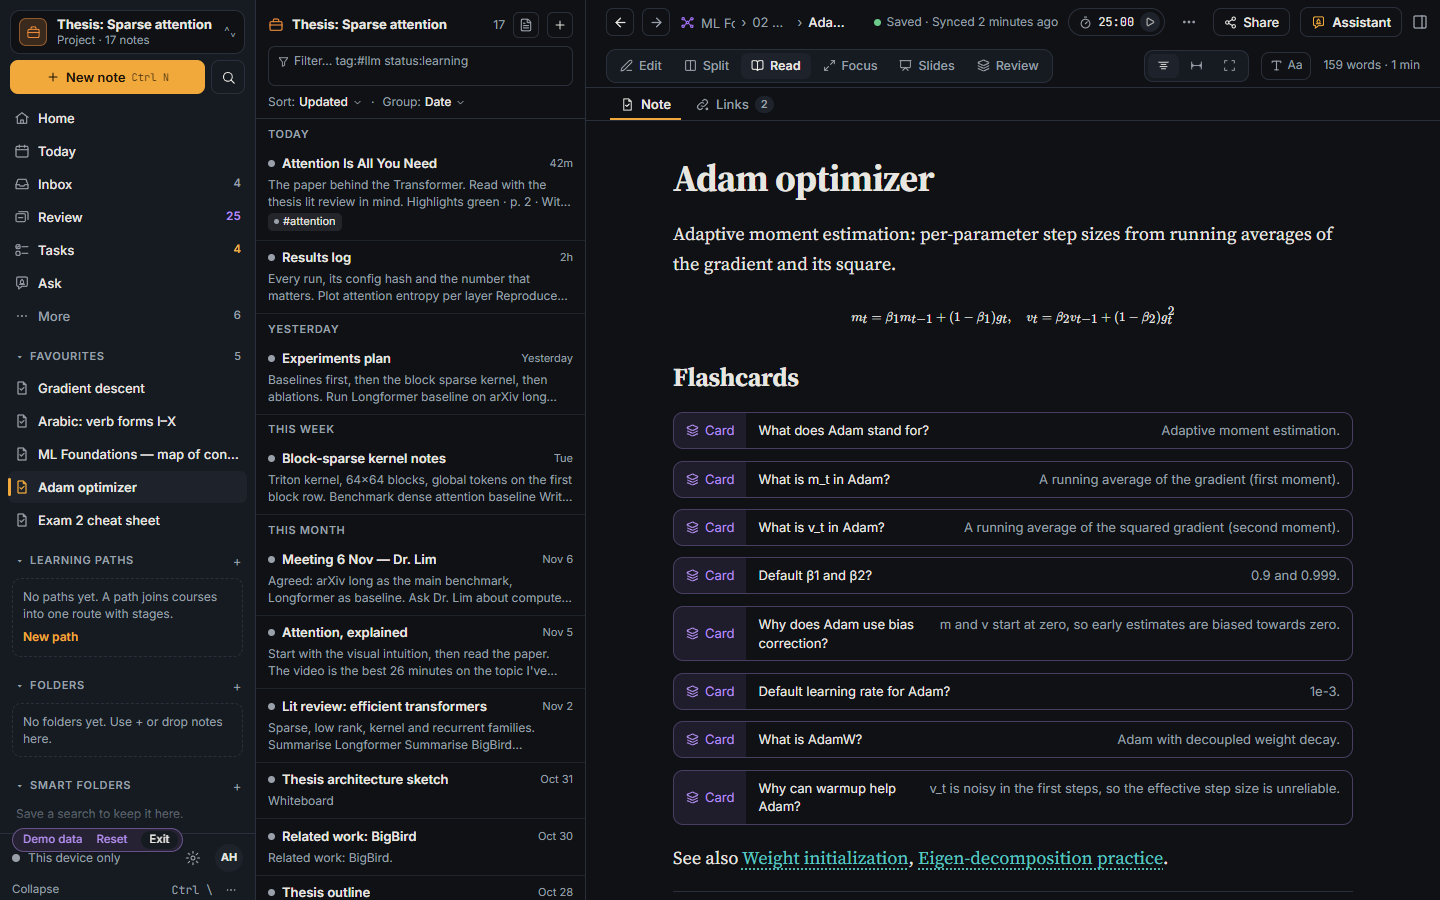 Thesis: Sparse attention
Project · 17 notes
+ New note Ctrl N
Home
Today
Inbox 4
Review 25
Tasks 4
Ask
More 6
FAVOURITES 5
Gradient descent
Arabic: verb forms I–X
ML Foundations — map of con...
Adam optimizer
Exam 2 cheat sheet
LEARNING PATHS +
No paths yet. A path joins courses
into one route with stages.
New path
FOLDERS +
No folders yet. Use + or drop notes
here.
SMART FOLDERS +
Save a search to keep it here.
Demo data Reset Exit
This device only AH
Collapse Ctrl \ ...
Thesis: Sparse attention 17
Filter... tag:#llm status:learning
Sort: Updated · Group: Date
TODAY
Attention Is All You Need 42m
The paper behind the Transformer. Read with the
thesis lit review in mind. Highlights green · p. 2 · Wit...
#attention
Results log 2h
Every run, its config hash and the number that
matters. Plot attention entropy per layer Reproduce...
YESTERDAY
Experiments plan Yesterday
Baselines first, then the block sparse kernel, then
ablations. Run Longformer baseline on arXiv long...
THIS WEEK
Block-sparse kernel notes Tue
Triton kernel, 64×64 blocks, global tokens on the first
block row. Benchmark dense attention baseline Writ...
THIS MONTH
Meeting 6 Nov — Dr. Lim Nov 6
Agreed: arXiv long as the main benchmark,
Longformer as baseline. Ask Dr. Lim about compute...
Attention, explained Nov 5
Start with the visual intuition, then read the paper.
The video is the best 26 minutes on the topic I've...
Lit review: efficient transformers Nov 2
Sparse, low rank, kernel and recurrent families.
Summarise Longformer Summarise BigBird...
Thesis architecture sketch Oct 31
Whiteboard
Related work: BigBird Oct 30
Related work: BigBird.
Thesis outline Oct 28
ML Fc › 02 ... › Ada... Saved · Synced 2 minutes ago 25:00 ... Share Assistant
Edit Split Read Focus Slides Review T Aa 159 words · 1 min
Note Links 2
Adam optimizer
Adaptive moment estimation: per-parameter step sizes from running averages of
the gradient and its square.
mₜ = β₁mₜ₋₁ + (1 − β₁)gₜ, vₜ = β₂vₜ₋₁ + (1 − β₂)gₜ²
Flashcards
Card What does Adam stand for? Adaptive moment estimation.
Card What is m_t in Adam? A running average of the gradient (first moment).
Card What is v_t in Adam? A running average of the squared gradient (second moment).
Card Default β1 and β2? 0.9 and 0.999.
Card Why does Adam use bias correction? m and v start at zero, so early estimates are biased towards zero.
Card Default learning rate for Adam? 1e-3.
Card What is AdamW? Adam with decoupled weight decay.
Card Why can warmup help Adam? v_t is noisy in the first steps, so the effective step size is unreliable.
See also Weight initialization, Eigen-decomposition practice.